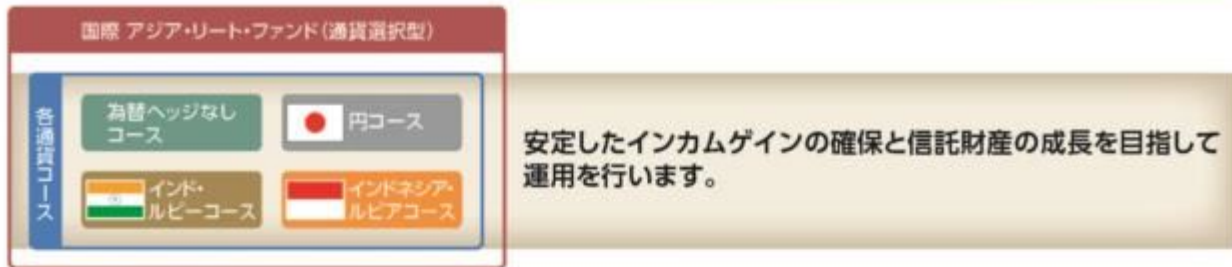 国際 アジア・リート・ファンド（通貨選択型）
各通貨コース
為替ヘッジなし
コース
円コース
インド・
ルピーコース
インドネシア・
ルピアコース
安定したインカムゲインの確保と信託財産の成長を目指して
運用を行います。